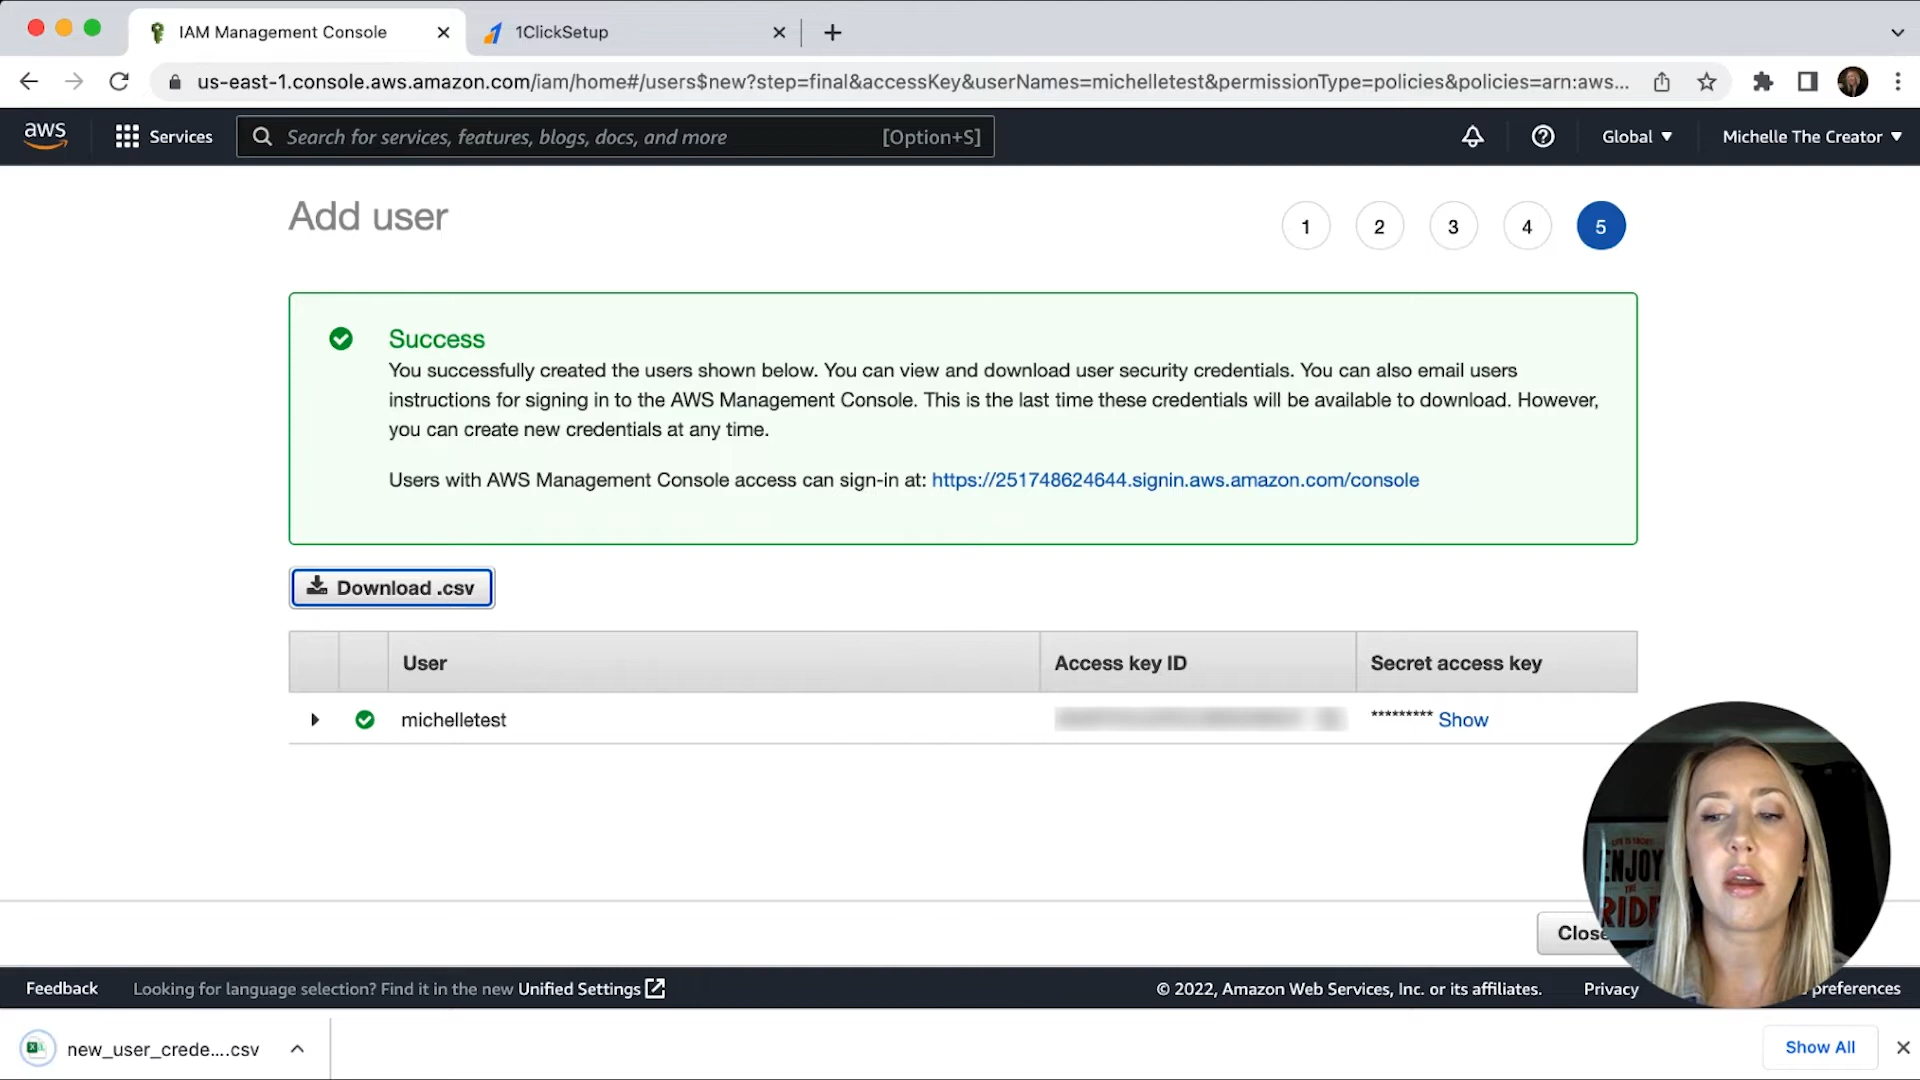 IAM Management Console
1ClickSetup
us-east-1.console.aws.amazon.com/iam/home#/users$new?step=final&accessKey&userNames=michelletest&permissionType=policies&policies=arn:aws...
aws
Services
Search for services, features, blogs, docs, and more
[Option+S]
Global
Michelle The Creator
Add user
1
2
3
4
5
Success
You successfully created the users shown below. You can view and download user security credentials. You can also email users
instructions for signing in to the AWS Management Console. This is the last time these credentials will be available to download. However,
you can create new credentials at any time.
Users with AWS Management Console access can sign-in at: https://251748624644.signin.aws.amazon.com/console
Download .csv
User
Access key ID
Secret access key
michelletest
********* Show
ENJOY
THE
RIDE
Close
Feedback
Looking for language selection? Find it in the new Unified Settings
© 2022, Amazon Web Services, Inc. or its affiliates.
Privacy
preferences
new_user_crede....csv
Show All